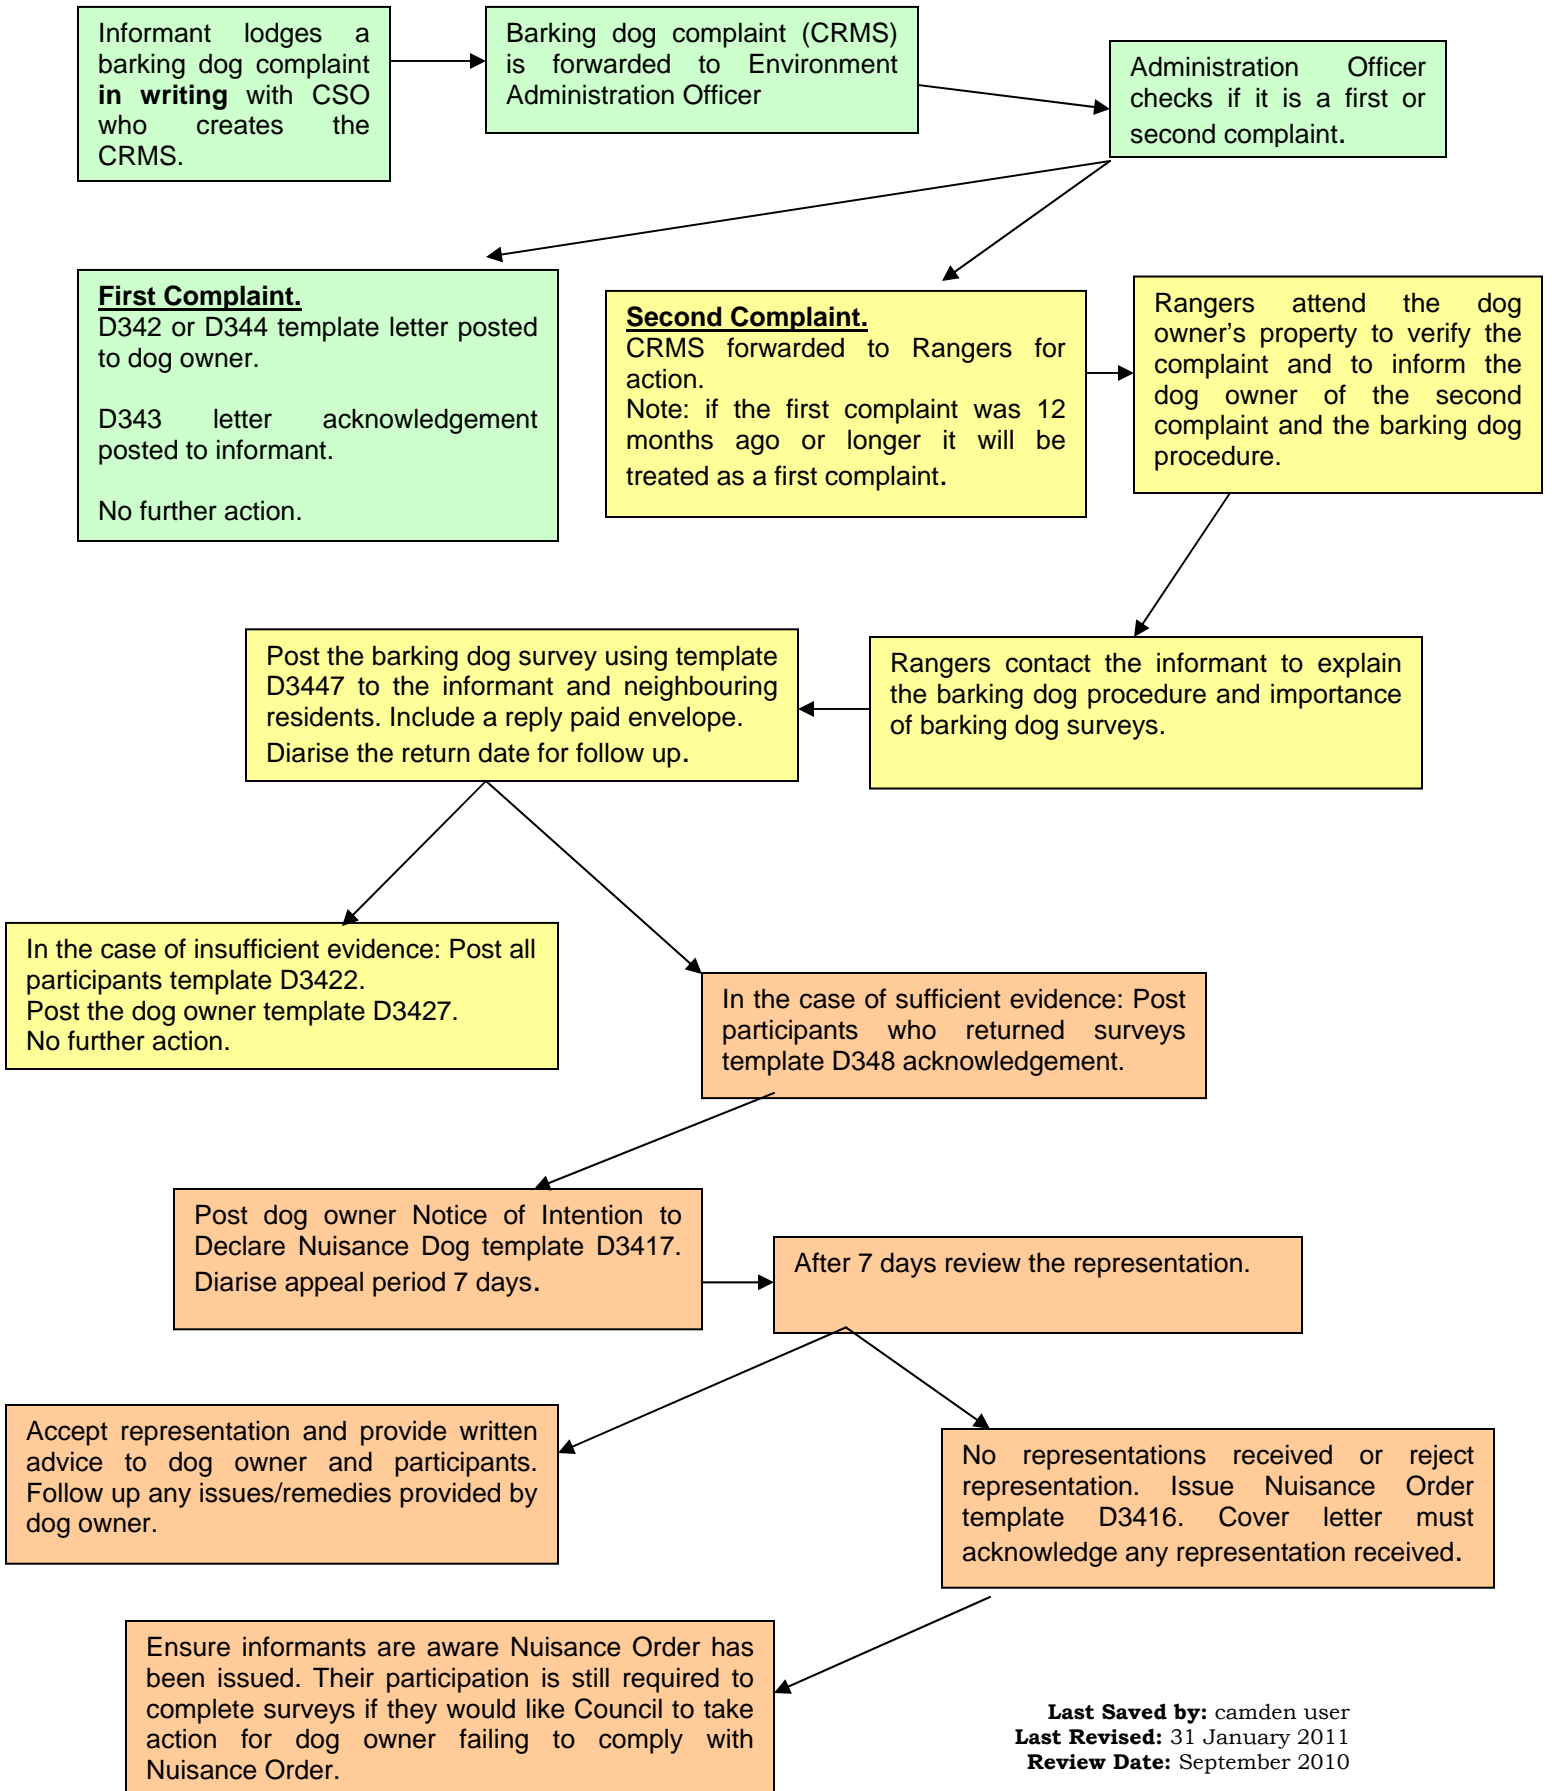 Informant lodges a
barking dog complaint
in writing with CSO
who creates the
CRMS.
Barking dog complaint (CRMS)
is forwarded to Environment
Administration Officer
Administration Officer
checks if it is a first or
second complaint.
First Complaint.
D342 or D344 template letter posted
to dog owner.
D343 letter acknowledgement
posted to informant.
No further action.
Second Complaint.
CRMS forwarded to Rangers for
action.
Note: if the first complaint was 12
months ago or longer it will be
treated as a first complaint.
Rangers attend the dog
owner's property to verify the
complaint and to inform the
dog owner of the second
complaint and the barking dog
procedure.
Rangers contact the informant to explain
the barking dog procedure and importance
of barking dog surveys.
Post the barking dog survey using template
D3447 to the informant and neighbouring
residents. Include a reply paid envelope.
Diarise the return date for follow up.
In the case of insufficient evidence: Post all
participants template D3422.
Post the dog owner template D3427.
No further action.
In the case of sufficient evidence: Post
participants who returned surveys
template D348 acknowledgement.
Post dog owner Notice of Intention to
Declare Nuisance Dog template D3417.
Diarise appeal period 7 days.
After 7 days review the representation.
Accept representation and provide written
advice to dog owner and participants.
Follow up any issues/remedies provided by
dog owner.
No representations received or reject
representation. Issue Nuisance Order
template D3416. Cover letter must
acknowledge any representation received.
Ensure informants are aware Nuisance Order has
been issued. Their participation is still required to
complete surveys if they would like Council to take
action for dog owner failing to comply with
Nuisance Order.
Last Saved by: camden user
Last Revised: 31 January 2011
Review Date: September 2010